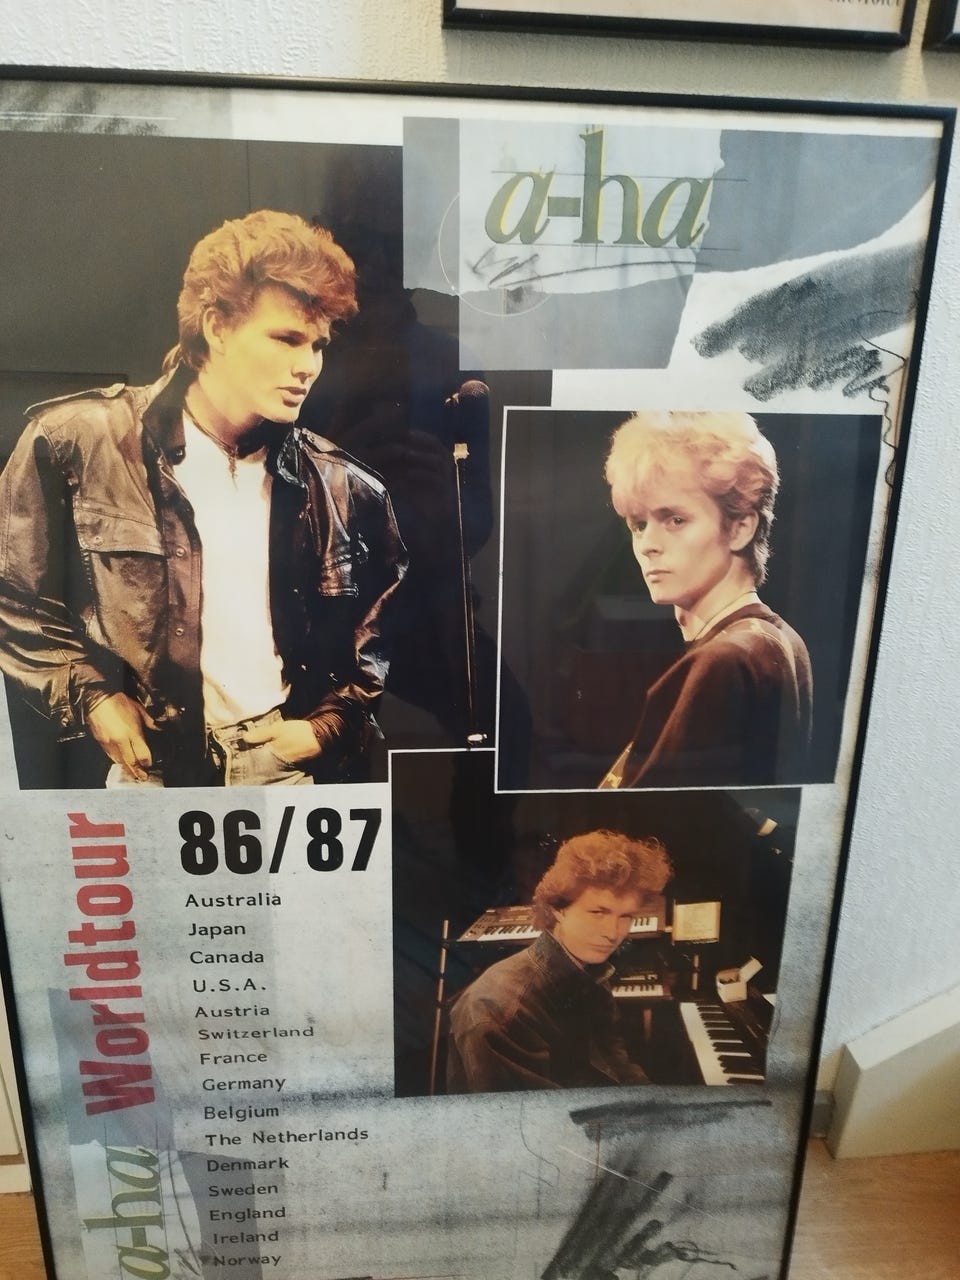 a-ha
86/87
Worldtour
Australia
Japan
Canada
U.S.A.
Austria
Switzerland
France
Germany
Belgium
The Netherlands
Denmark
Sweden
England
Ireland
Norway
a-ha